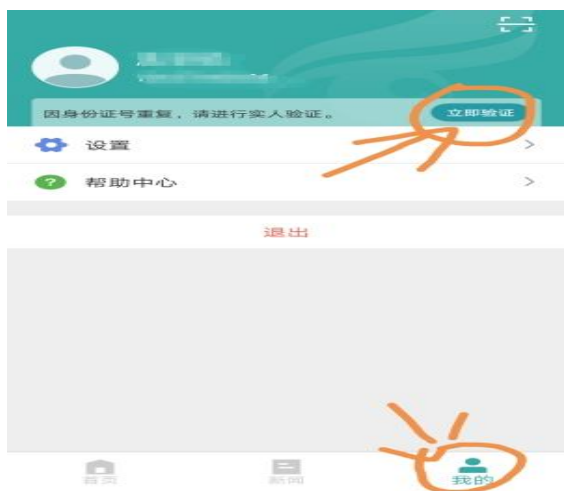 因身份证号重复，请进行实人验证。 立即验证
设置
帮助中心
退出
首页 新闻 我的